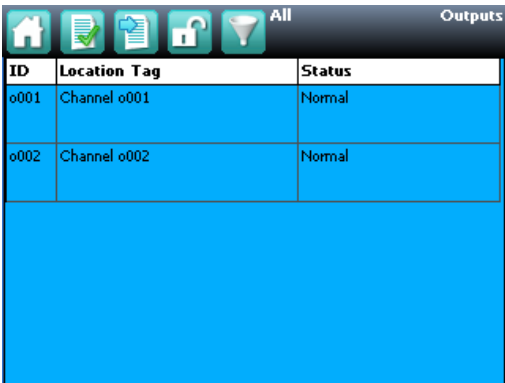 All Outputs
ID Location Tag Status
o001 Channel o001 Normal
o002 Channel o002 Normal